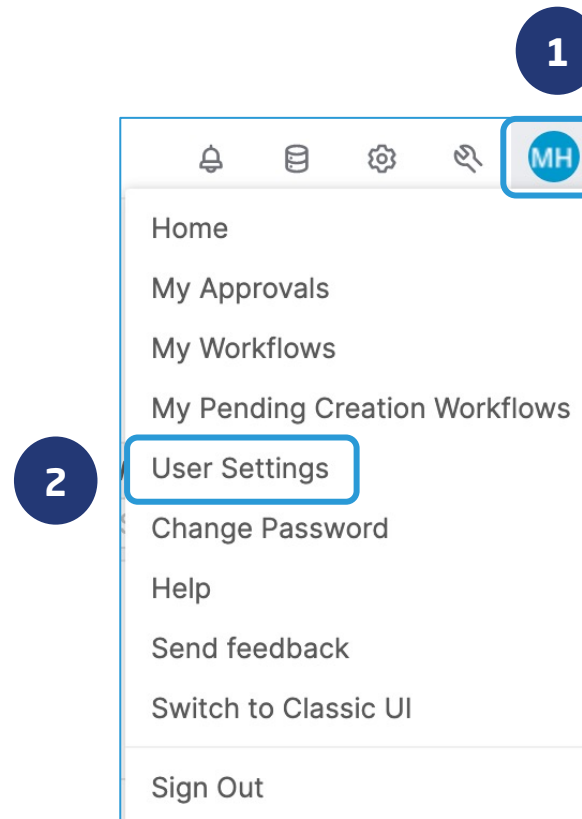 1
MH
Home
My Approvals
My Workflows
My Pending Creation Workflows
2
User Settings
Change Password
Help
Send feedback
Switch to Classic UI
Sign Out